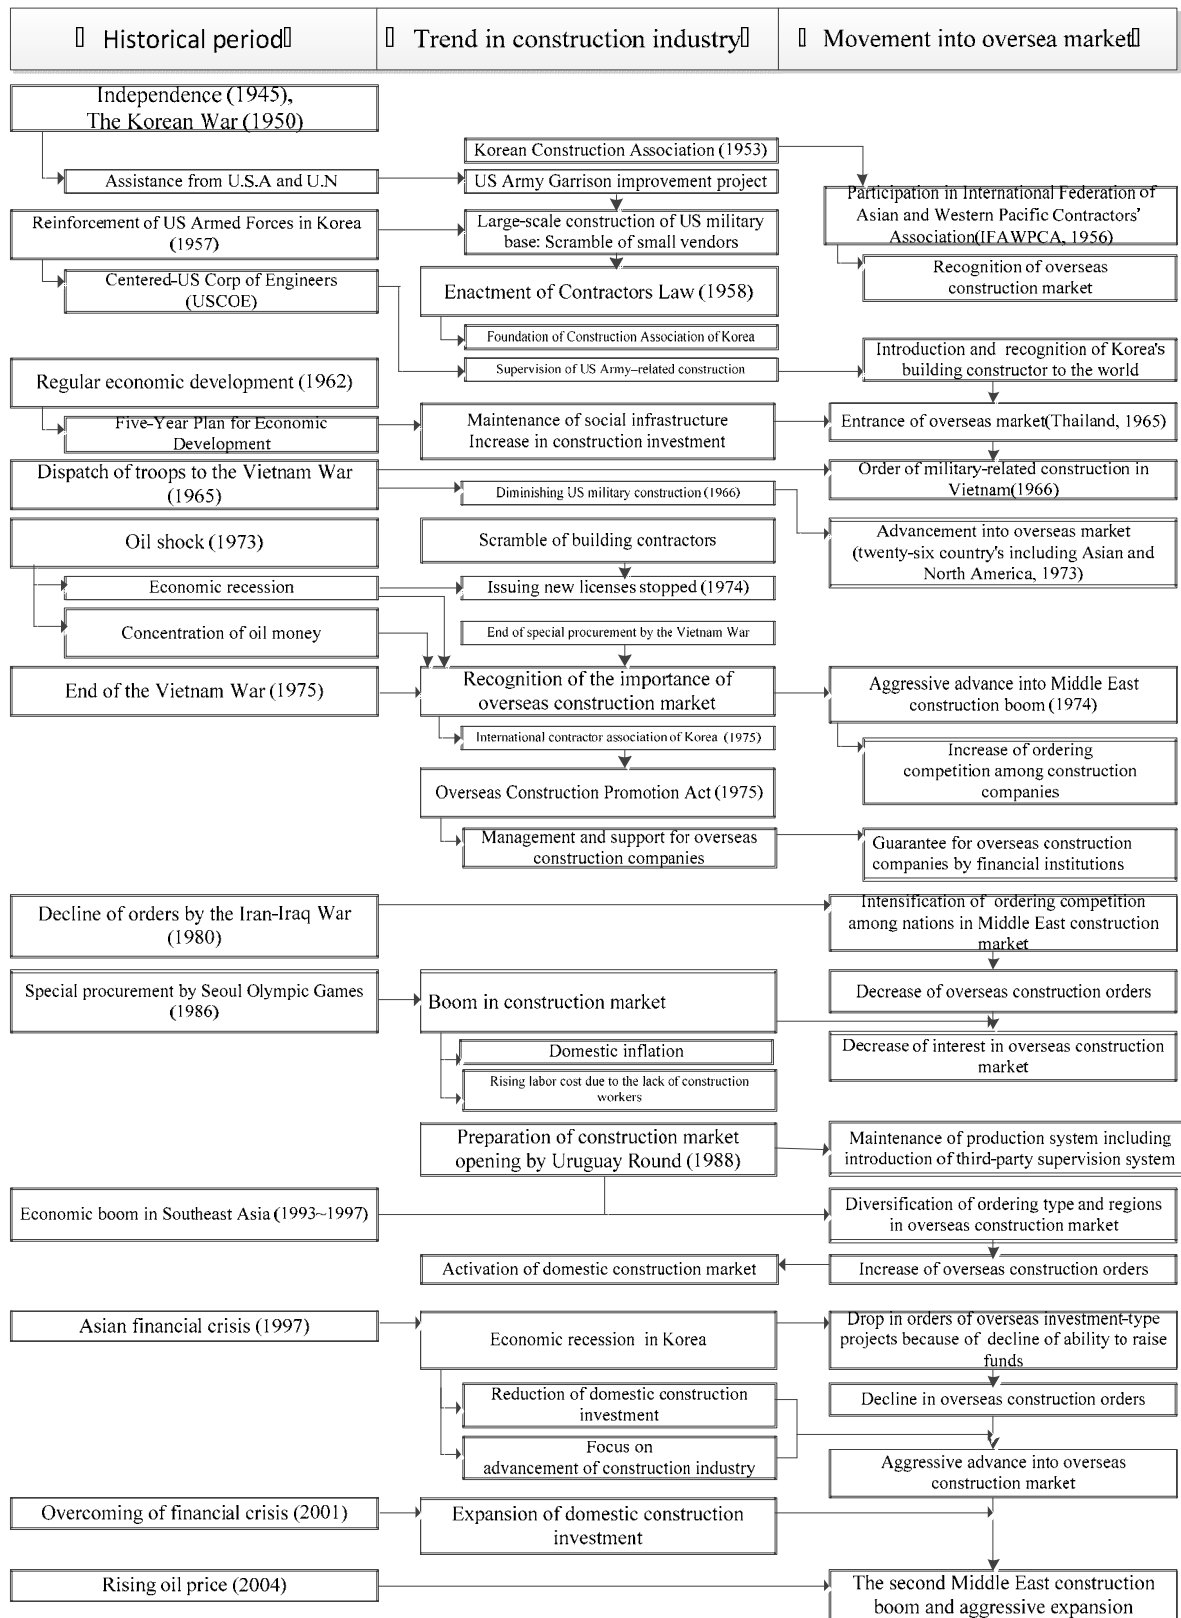 Historical period
Trend in construction industry
Movement into oversea market
Independence (1945),
The Korean War (1950)
Korean Construction Association (1953)
Assistance from U.S.A and U.N
US Army Garrison improvement project
Participation in International Federation of
Asian and Western Pacific Contractors'
Association(IFAWPCA, 1956)
Reinforcement of US Armed Forces in Korea
(1957)
Large-scale construction of US military
base: Scramble of small vendors
Recognition of overseas
construction market
Centered-US Corp of Engineers
(USCOE)
Enactment of Contractors Law (1958)
Foundation of Construction Association of Korea
Supervision of US Army-related construction
Introduction and recognition of Korea's
building constructor to the world
Regular economic development (1962)
Five-Year Plan for Economic
Development
Maintenance of social infrastructure
Increase in construction investment
Entrance of overseas market(Thailand, 1965)
Dispatch of troops to the Vietnam War
(1965)
Order of military-related construction in
Vietnam(1966)
Diminishing US military construction (1966)
Oil shock (1973)
Scramble of building contractors
Advancement into overseas market
(twenty-six country's including Asian and
North America, 1973)
Economic recession
Issuing new licenses stopped (1974)
Concentration of oil money
End of special procurement by the Vietnam War
End of the Vietnam War (1975)
Recognition of the importance of
overseas construction market
Aggressive advance into Middle East
construction boom (1974)
International contractor association of Korea (1975)
Increase of ordering
competition among construction
companies
Overseas Construction Promotion Act (1975)
Management and support for overseas
construction companies
Guarantee for overseas construction
companies by financial institutions
Decline of orders by the Iran-Iraq War
(1980)
Intensification of ordering competition
among nations in Middle East construction
market
Special procurement by Seoul Olympic Games
(1986)
Boom in construction market
Decrease of overseas construction orders
Domestic inflation
Decrease of interest in overseas construction
market
Rising labor cost due to the lack of construction
workers
Preparation of construction market
opening by Uruguay Round (1988)
Maintenance of production system including
introduction of third-party supervision system
Economic boom in Southeast Asia (1993~1997)
Diversification of ordering type and regions
in overseas construction market
Activation of domestic construction market
Increase of overseas construction orders
Asian financial crisis (1997)
Economic recession in Korea
Drop in orders of overseas investment-type
projects because of decline of ability to raise
funds
Reduction of domestic construction
investment
Decline in overseas construction orders
Focus on
advancement of construction industry
Aggressive advance into overseas
construction market
Overcoming of financial crisis (2001)
Expansion of domestic construction
investment
Rising oil price (2004)
The second Middle East construction
boom and aggressive expansion